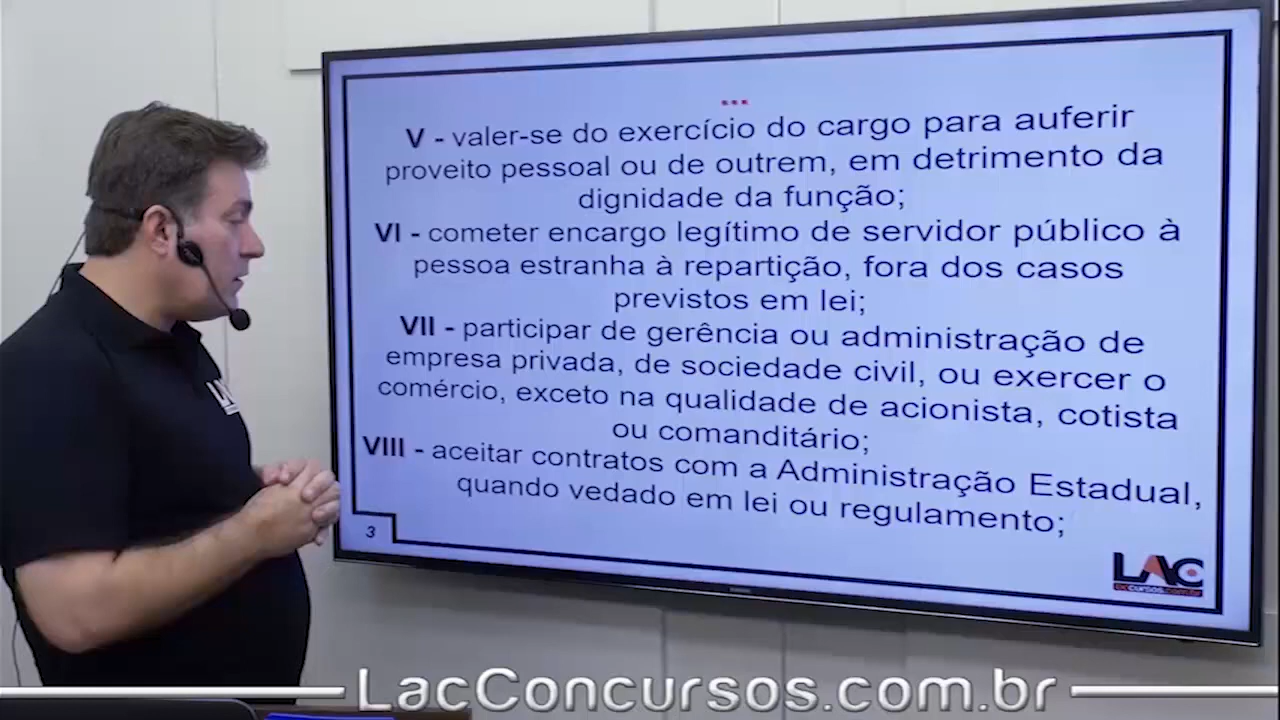 ...
V - valer-se do exercício do cargo para auferir
proveito pessoal ou de outrem, em detrimento da
dignidade da função;
VI - cometer encargo legítimo de servidor público à
pessoa estranha à repartição, fora dos casos
previstos em lei;
VII - participar de gerência ou administração de
empresa privada, de sociedade civil, ou exercer o
comércio, exceto na qualidade de acionista, cotista
ou comanditário;
VIII - aceitar contratos com a Administração Estadual,
quando vedado em lei ou regulamento;
3
LAC
laccursos.com.br
LacConcursos.com.br